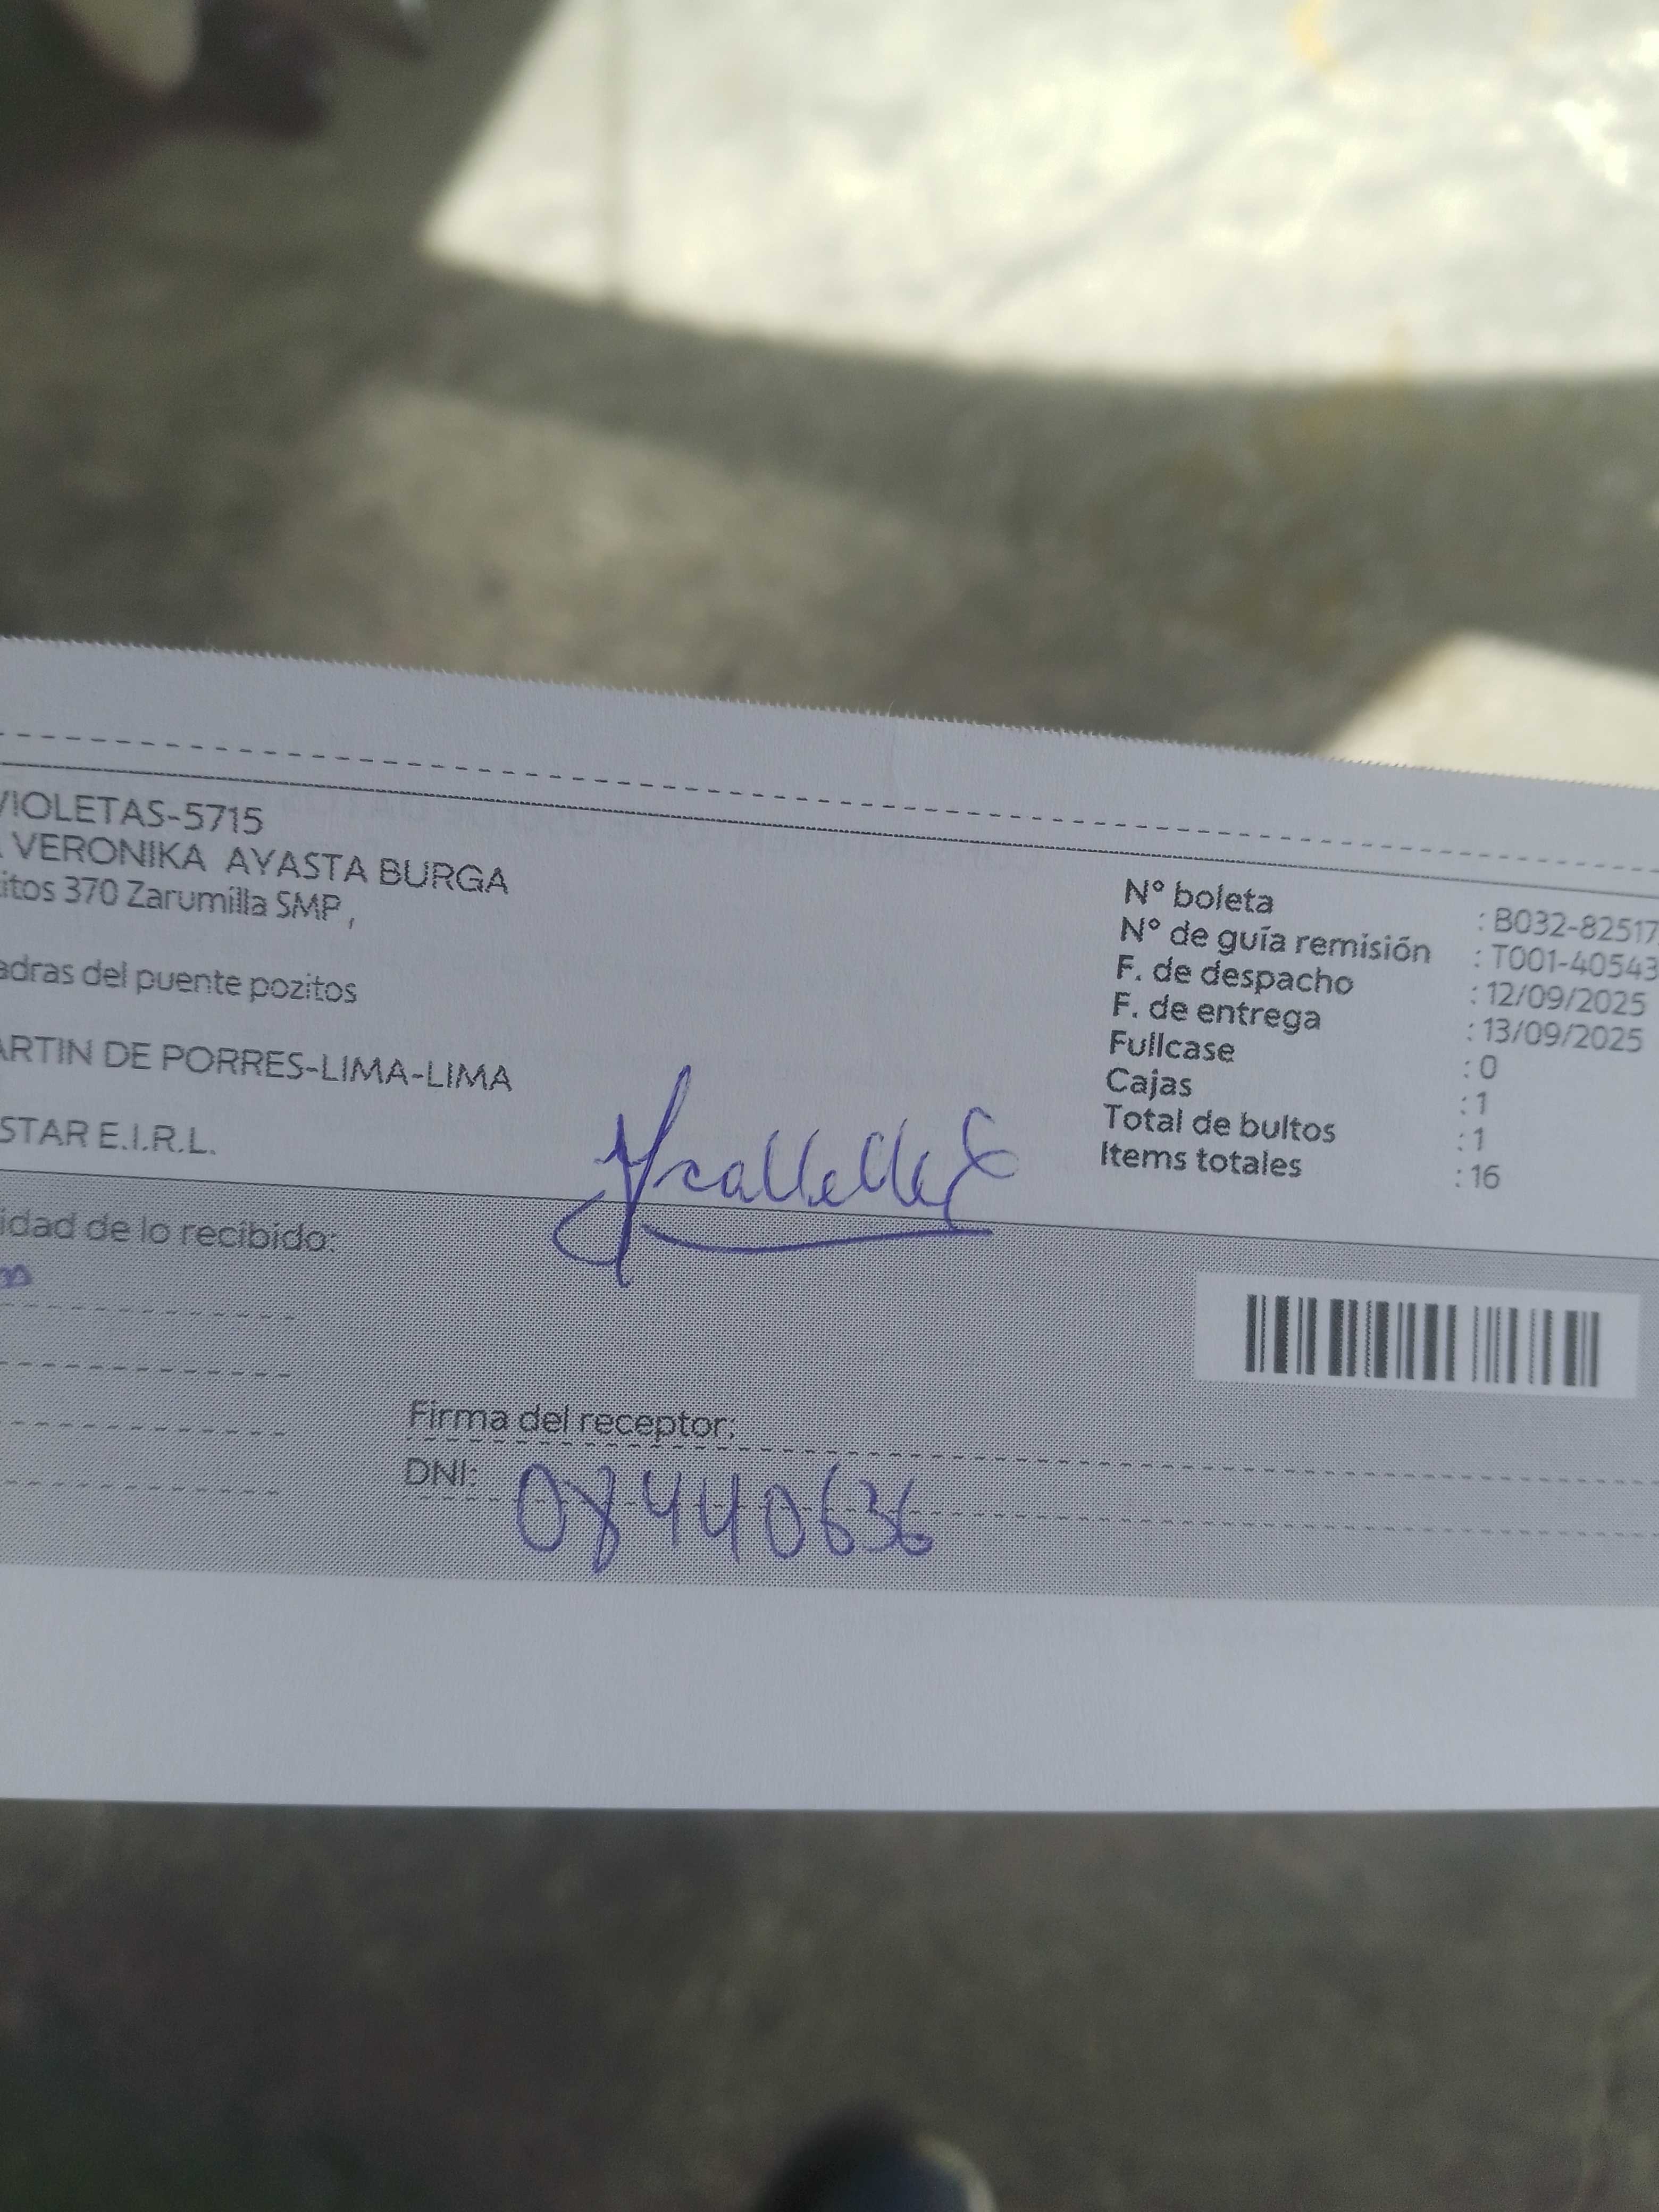 VIOLETAS-5715
VERONIKA AYASTA BURGA
itos 370 Zarumilla SMP,
adras del puente pozitos
ARTIN DE PORRES-LIMA-LIMA
STAR E.I.R.L.
N° boleta : B032-82517
N° de guía remisión : T001-40543
F. de despacho : 12/09/2025
F. de entrega : 13/09/2025
Fullcase : 0
Cajas : 1
Total de bultos : 1
Items totales : 16
idad de lo recibido:
Firma del receptor:
DNI: 08440636